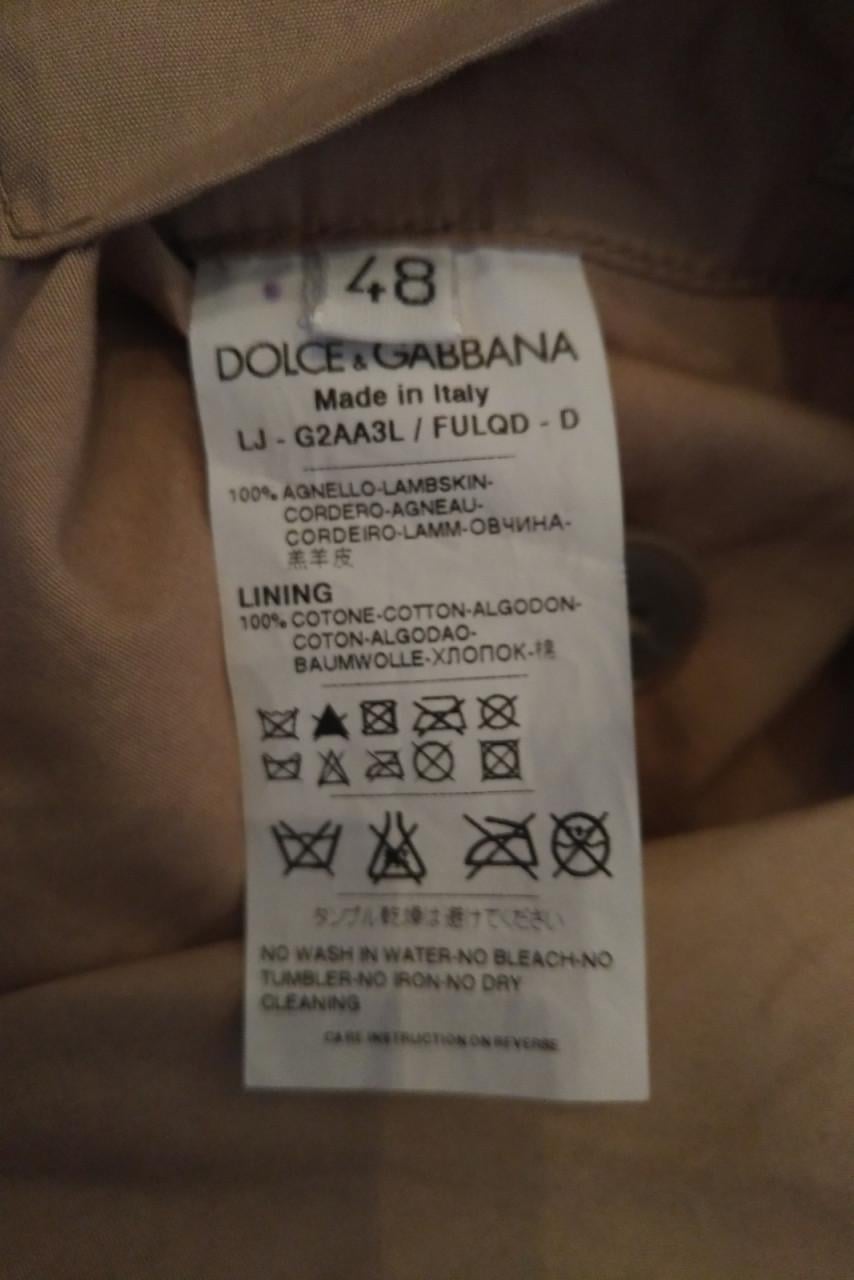 48
DOLCE & GABBANA
Made in Italy
LJ - G2AA3L / FULQD - D
100% AGNELLO-LAMBSKIN-
CORDERO-AGNEAU-
CORDEIRO-LAMM-ОВЧИНА-
羔羊皮
LINING
100% COTONE-COTTON-ALGODON-
COTON-ALGODAO-
BAUMWOLLE-ХЛОПОК-棉
タンブル乾燥は避けてください
NO WASH IN WATER-NO BLEACH-NO
TUMBLER-NO IRON-NO DRY
CLEANING
CARE INSTRUCTION ON REVERSE